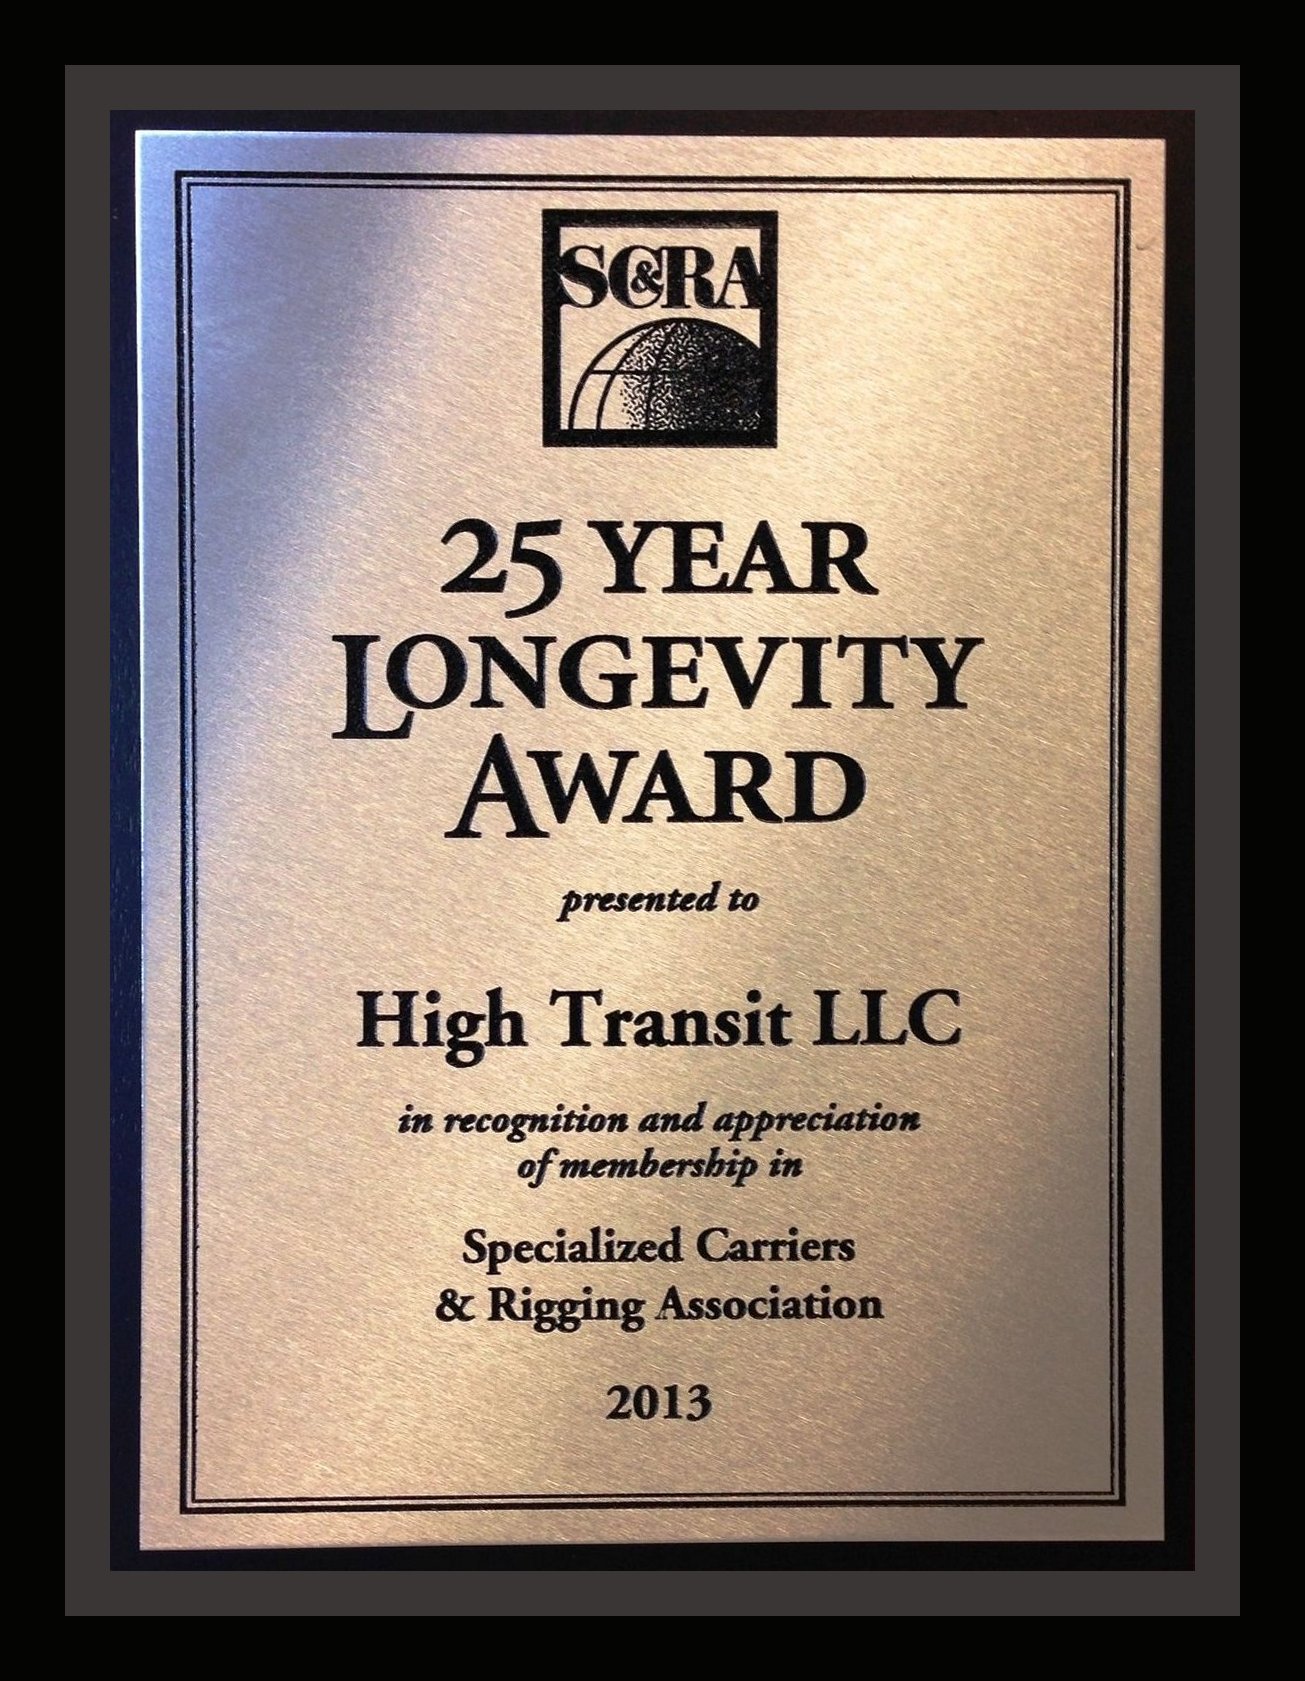 SC&RA
25 YEAR
LONGEVITY
AWARD
presented to
High Transit LLC
in recognition and appreciation
of membership in
Specialized Carriers
& Rigging Association
2013